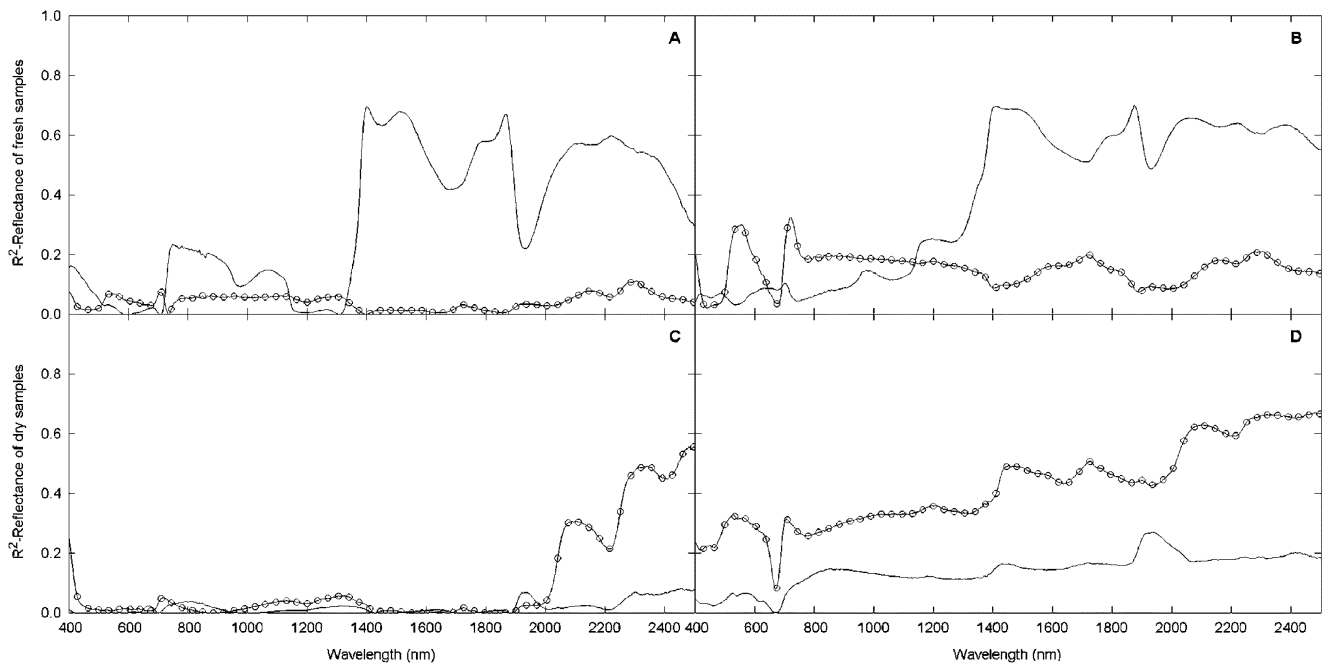 A
B
1.0
0.8
0.6
0.4
0.2
0.0
R2-Reflectance of fresh samples
C
D
0.8
0.6
0.4
0.2
0.0
R2-Reflectance of dry samples
400 600 800 1000 1200 1400 1600 1800 2000 2200 2400 400 600 800 1000 1200 1400 1600 1800 2000 2200 2400
Wavelength (nm) Wavelength (nm)